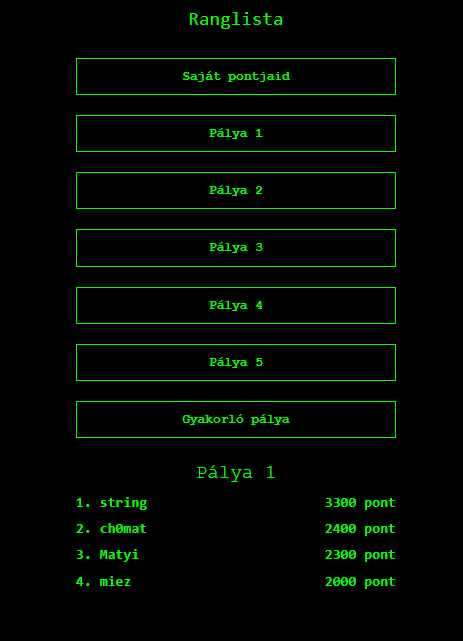 Ranglista
Saját pontjaid
Pálya 1
Pálya 2
Pálya 3
Pálya 4
Pálya 5
Gyakorló pálya
Pálya 1
1. string 3300 pont
2. ch0mat 2400 pont
3. Matyi 2300 pont
4. miez 2000 pont